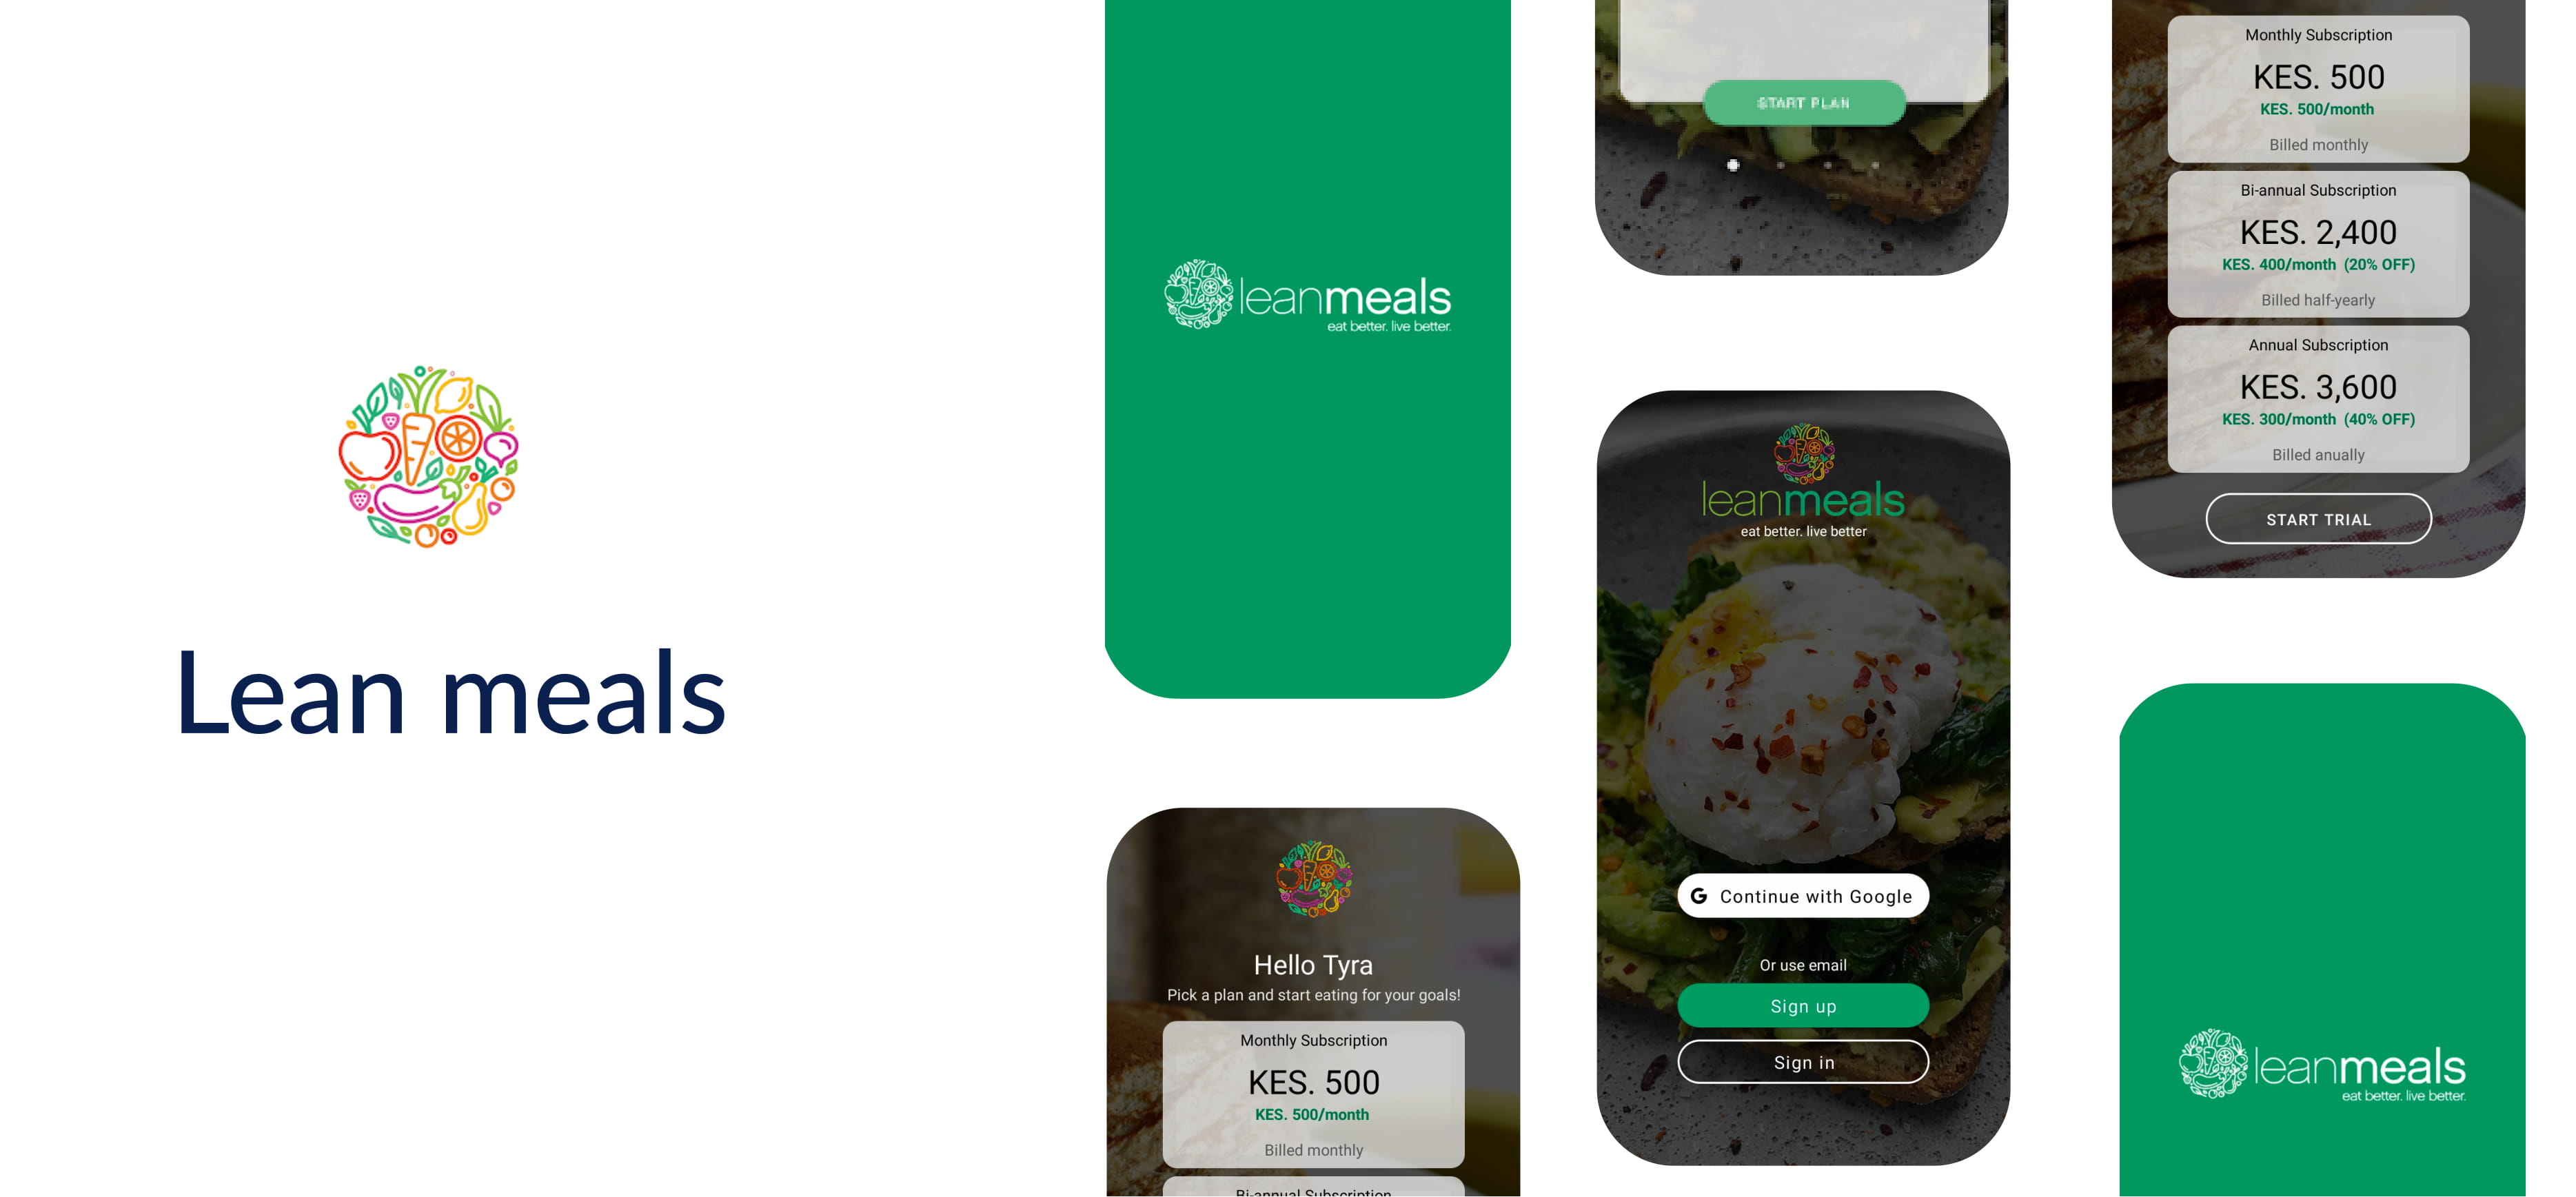 Lean meals
leanmeals
eat better. live better.
Hello Tyra
Pick a plan and start eating for your goals!
Monthly Subscription
KES. 500
KES. 500/month
Billed monthly
Bi-annual Subscription
START PLAN
leanmeals
eat better. live better
G Continue with Google
Or use email
Sign up
Sign in
Monthly Subscription
KES. 500
KES. 500/month
Billed monthly
Bi-annual Subscription
KES. 2,400
KES. 400/month (20% OFF)
Billed half-yearly
Annual Subscription
KES. 3,600
KES. 300/month (40% OFF)
Billed anually
START TRIAL
leanmeals
eat better. live better.